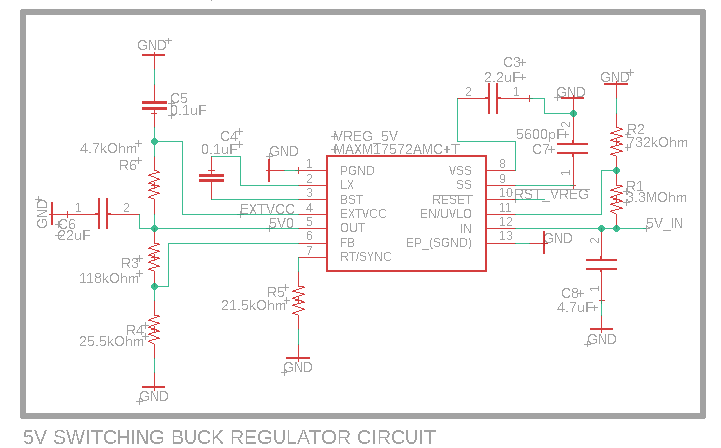 GND
C5
0.1uF
4.7kOhm
R6
C4
0.1uF
GND
VREG_5V
MAXM17572AMC+T
1 PGND
2 LX
3 BST
4 EXTVCC
5 OUT
6 FB
7 RT/SYNC
VSS 8
SS 9
RESET 10
EN/UVLO 11
IN 12
EP_(SGND) 13
EXTVCC
5V0
RST_VREG
GND
C3
2.2uF
2 1
GND
5600pF
C7
2
1
GND
R2
732kOhm
R1
3.3MOhm
5V_IN
2
C8
1
4.7uF
GND
GND
1 2
C6
22uF
R3
118kOhm
R4
25.5kOhm
GND
R5
21.5kOhm
GND
5V SWITCHING BUCK REGULATOR CIRCUIT